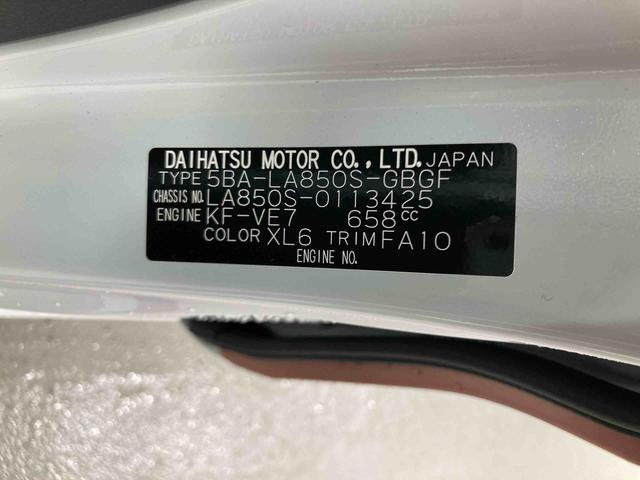 DAIHATSU MOTOR CO., LTD. JAPAN
TYPE 5BA-LA850S-GBGF
CHASSIS NO. LA850S-0113425
ENGINE KF-VE7 658cc
COLOR XL6 TRIM FA10
ENGINE NO.